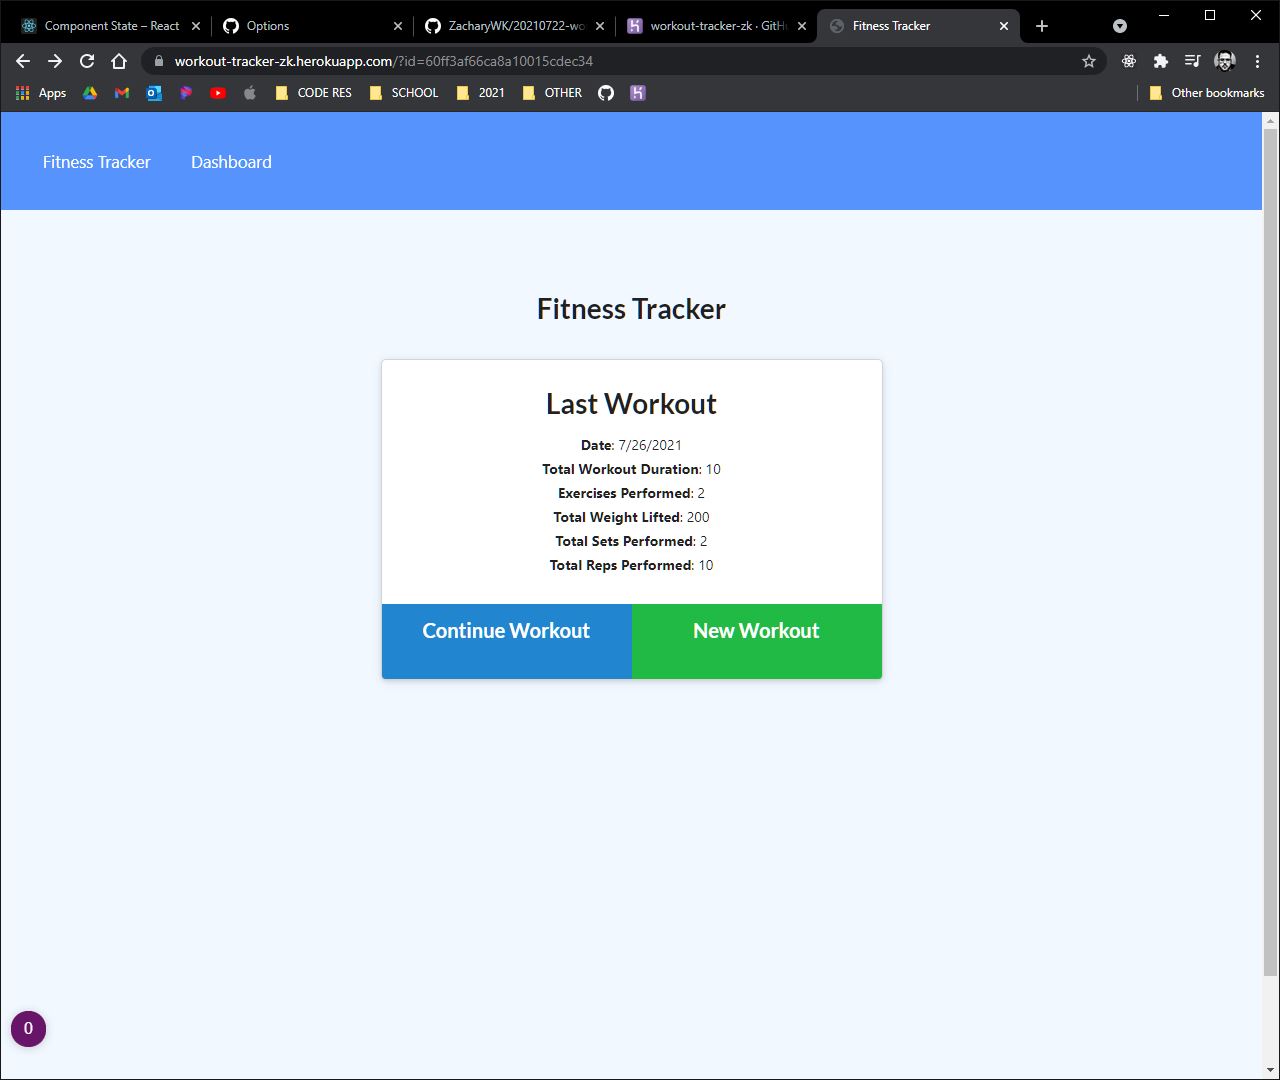 Component State – React
Options
ZacharyWK/20210722-wo
workout-tracker-zk · GitH
Fitness Tracker
workout-tracker-zk.herokuapp.com/?id=60ff3af66ca8a10015cdec34
Apps
CODE RES
SCHOOL
2021
OTHER
Other bookmarks
Fitness Tracker
Dashboard
Fitness Tracker
Last Workout
Date: 7/26/2021
Total Workout Duration: 10
Exercises Performed: 2
Total Weight Lifted: 200
Total Sets Performed: 2
Total Reps Performed: 10
Continue Workout
New Workout
0